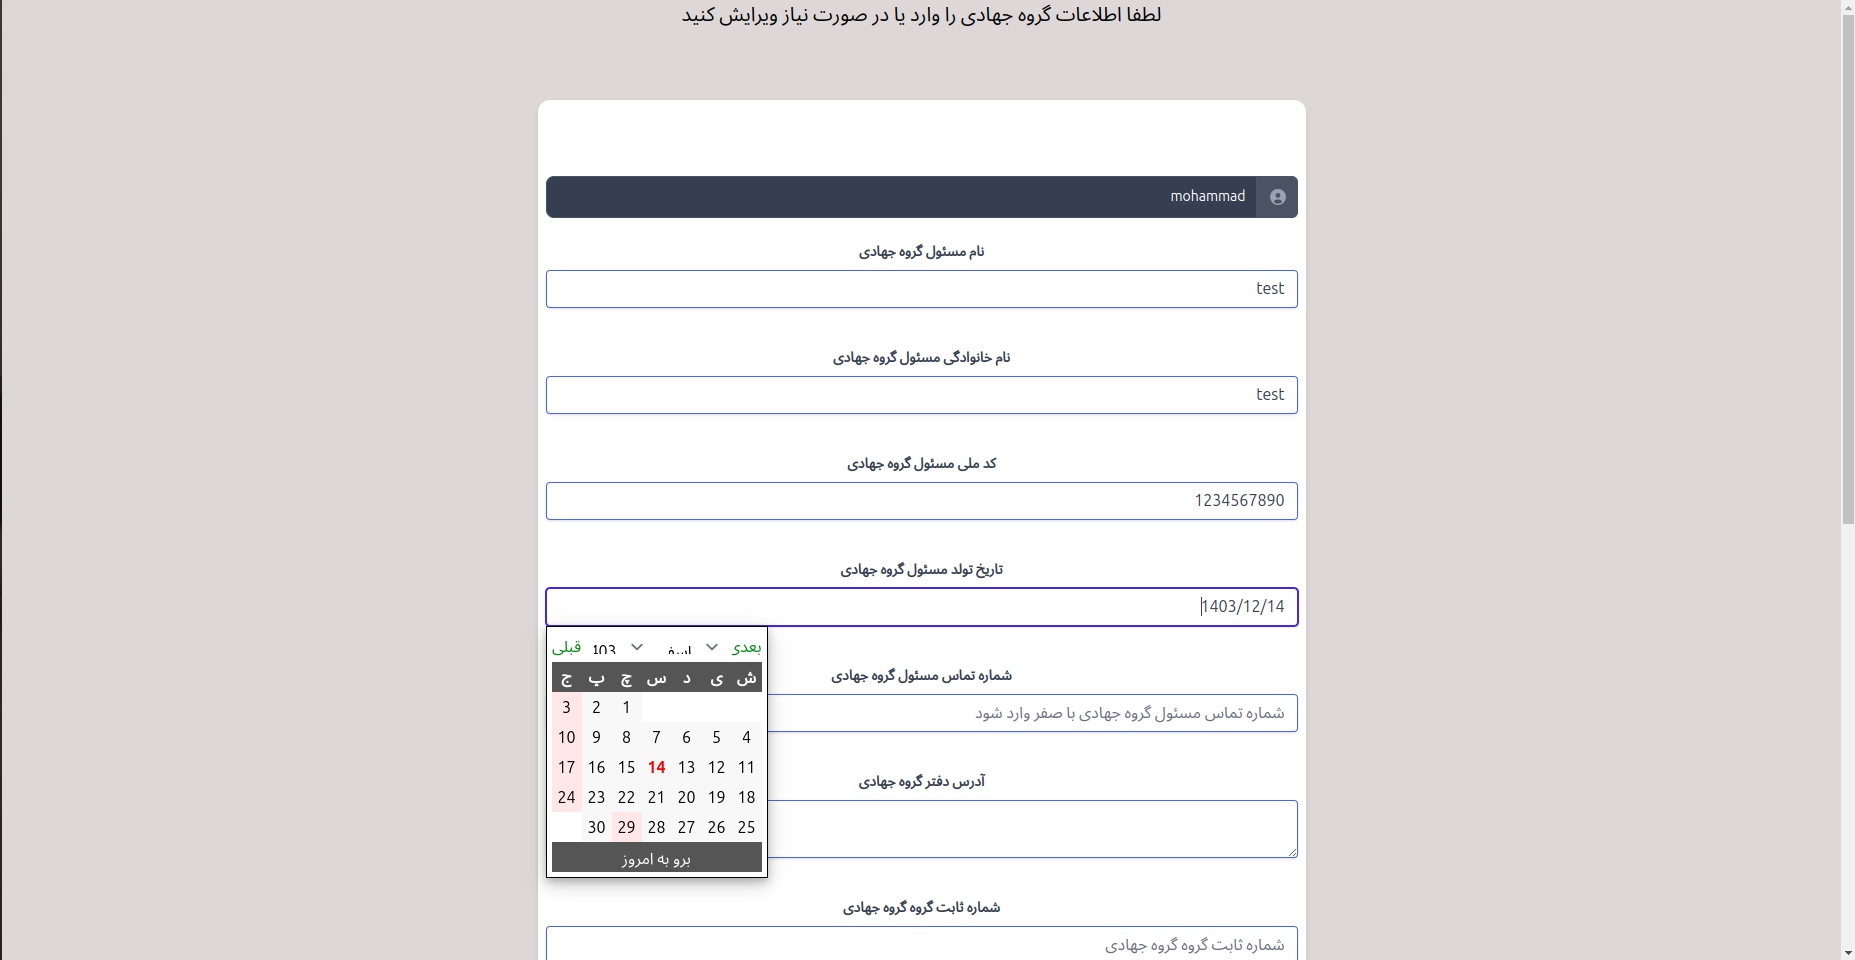 لطفا اطلاعات گروه جهادی را وارد یا در صورت نیاز ویرایش کنید
mohammad
نام مسئول گروه جهادی
test
نام خانوادگی مسئول گروه جهادی
test
کد ملی مسئول گروه جهادی
1234567890
تاریخ تولد مسئول گروه جهادی
1403/12/14
بعدی قبلی
ش ی د س چ پ ج
1 2 3
4 5 6 7 8 9 10
11 12 13 14 15 16 17
18 19 20 21 22 23 24
25 26 27 28 29 30
برو به امروز
شماره تماس مسئول گروه جهادی
شماره تماس مسئول گروه جهادی با صفر وارد شود
آدرس دفتر گروه جهادی
شماره ثابت گروه گروه جهادی
شماره ثابت گروه گروه جهادی